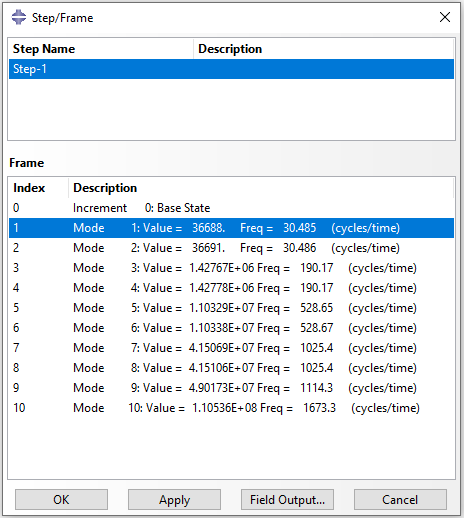 Step/Frame
Step Name Description
Step-1
Frame
Index Description
0 Increment 0: Base State
1 Mode 1: Value = 36688. Freq = 30.485 (cycles/time)
2 Mode 2: Value = 36691. Freq = 30.486 (cycles/time)
3 Mode 3: Value = 1.42767E+06 Freq = 190.17 (cycles/time)
4 Mode 4: Value = 1.42778E+06 Freq = 190.17 (cycles/time)
5 Mode 5: Value = 1.10329E+07 Freq = 528.65 (cycles/time)
6 Mode 6: Value = 1.10338E+07 Freq = 528.67 (cycles/time)
7 Mode 7: Value = 4.15069E+07 Freq = 1025.4 (cycles/time)
8 Mode 8: Value = 4.15106E+07 Freq = 1025.4 (cycles/time)
9 Mode 9: Value = 4.90173E+07 Freq = 1114.3 (cycles/time)
10 Mode 10: Value = 1.10536E+08 Freq = 1673.3 (cycles/time)
OK Apply Field Output... Cancel